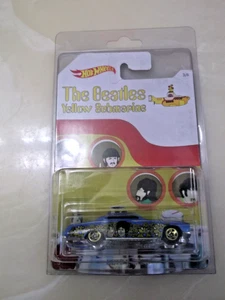 Hot Wheels
The Beatles
Yellow Submarine